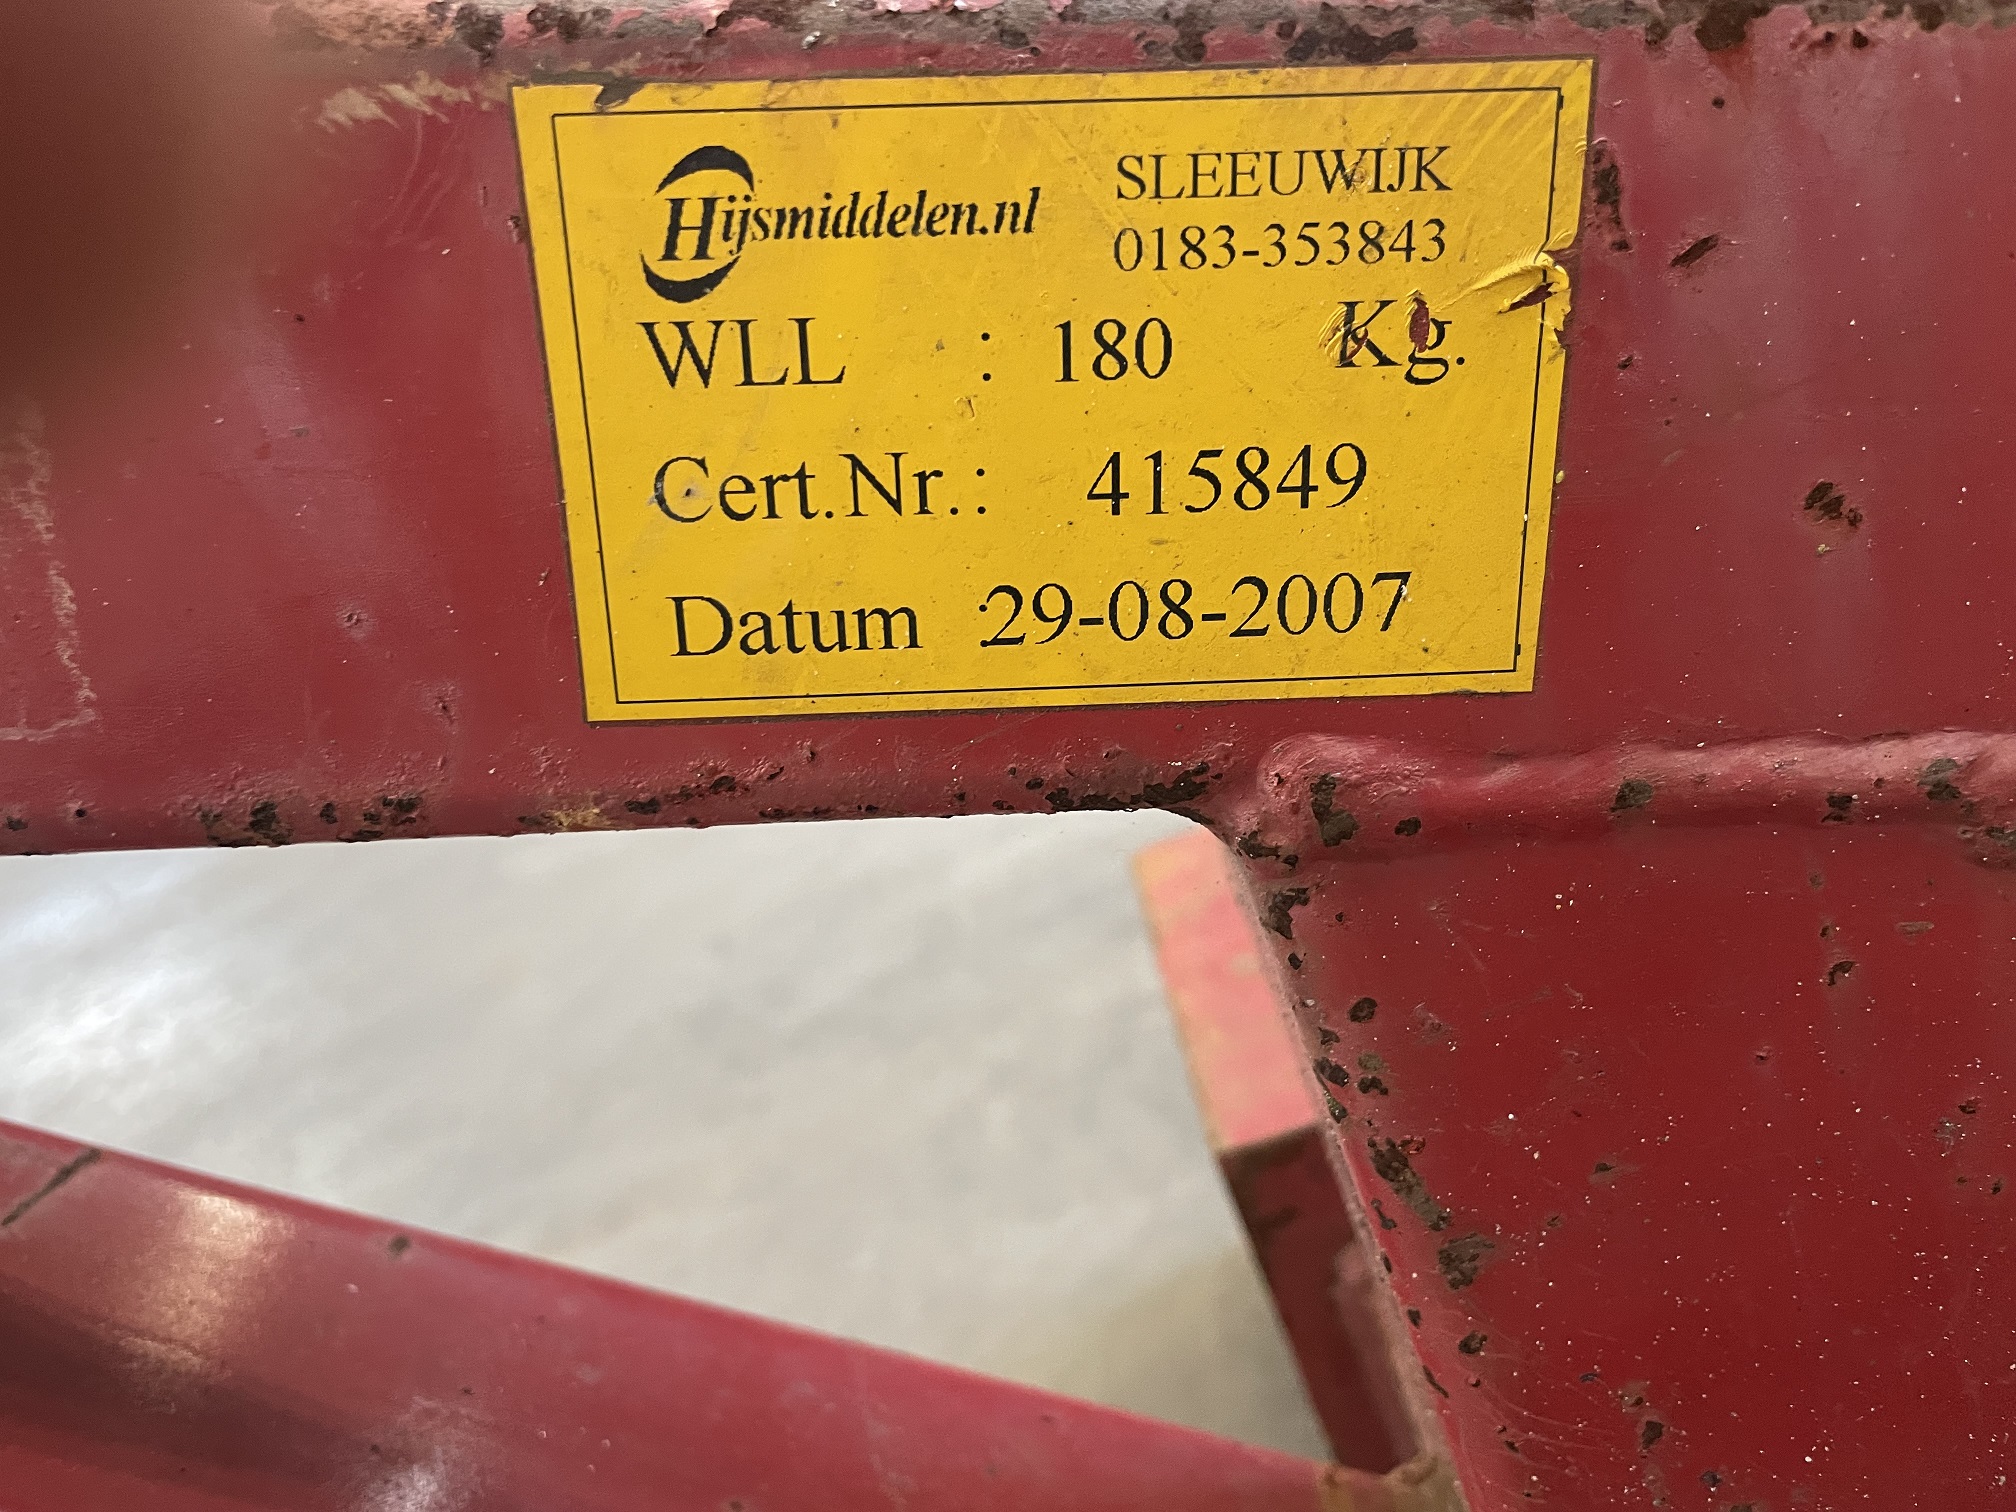 Hijsmiddelen.nl
SLEEUWIJK
0183-353843
WLL : 180 Kg.
Cert.Nr.: 415849
Datum :29-08-2007